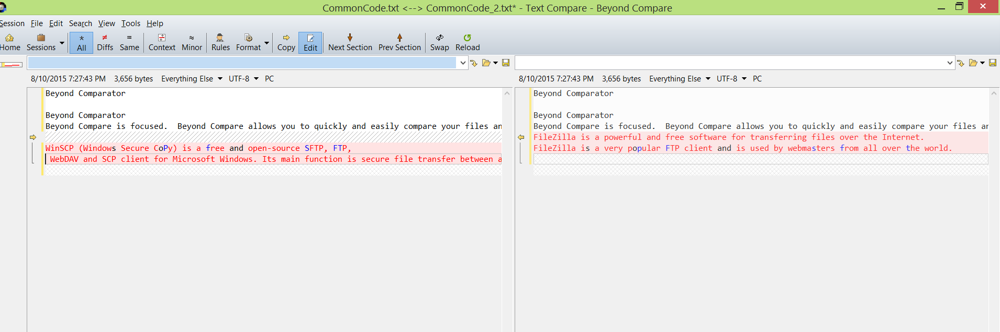 CommonCode.txt <--> CommonCode_2.txt* - Text Compare - Beyond Compare
Session File Edit Search View Tools Help
Home Sessions All Diffs Same Context Minor Rules Format Copy Edit Next Section Prev Section Swap Reload
8/10/2015 7:27:43 PM 3,656 bytes Everything Else UTF-8 PC
Beyond Comparator
Beyond Comparator
Beyond Compare is focused.  Beyond Compare allows you to quickly and easily compare your files an
WinSCP (Windows Secure CoPy) is a free and open-source SFTP, FTP,
WebDAV and SCP client for Microsoft Windows. Its main function is secure file transfer between a
8/10/2015 7:27:43 PM 3,656 bytes Everything Else UTF-8 PC
Beyond Comparator
Beyond Comparator
Beyond Compare is focused.  Beyond Compare allows you to quickly and easily compare your files ar
FileZilla is a powerful and free software for transferring files over the Internet.
FileZilla is a very popular FTP client and is used by webmasters from all over the world.